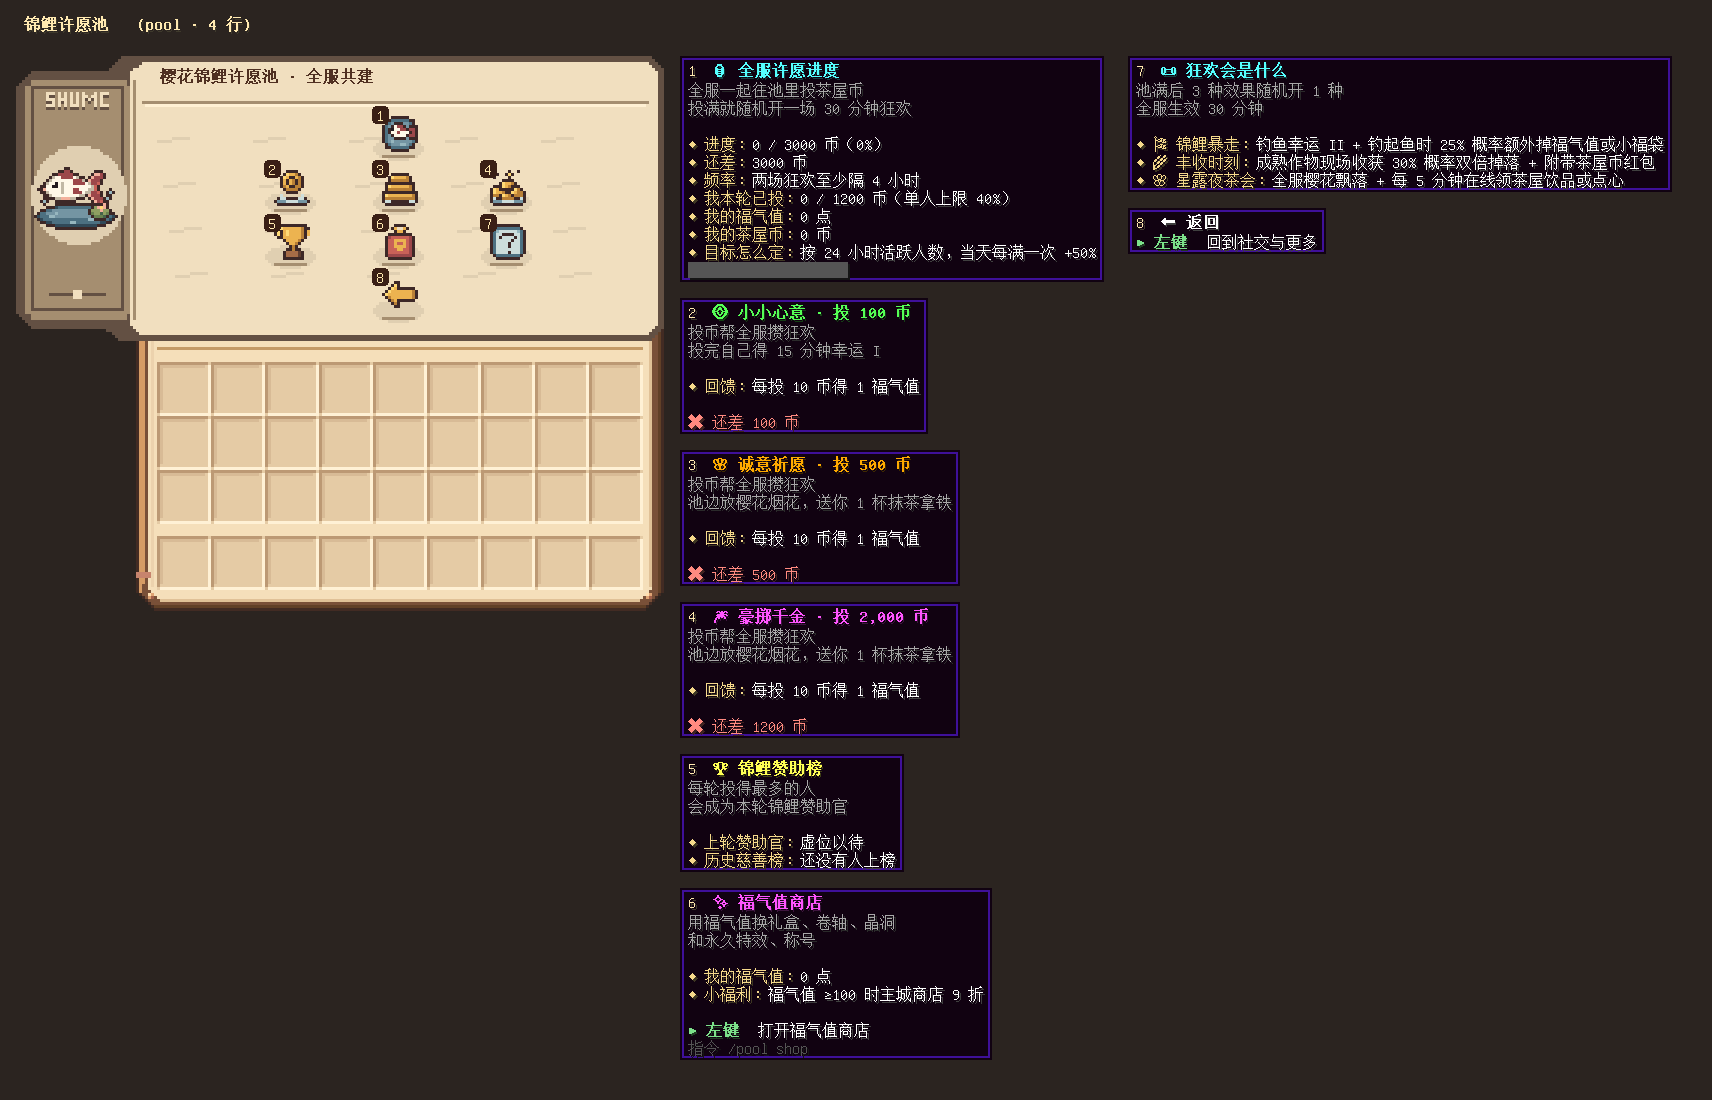 锦鲤许愿池 (pool · 4 行)
SHUMC
樱花锦鲤许愿池 · 全服共建
1
2
3
4
5
6
7
8
1 全服许愿进度
全服一起往池里投茶屋币
投满就随机开一场 30 分钟狂欢
进度: 0 / 3000 币 (0%)
还差: 3000 币
频率: 两场狂欢至少隔 4 小时
我本轮已投: 0 / 1200 币 (单人上限 40%)
我的福气值: 0 点
我的茶屋币: 0 币
目标怎么定: 按 24 小时活跃人数, 当天每满一次 +50%
2 小小心意 · 投 100 币
投币帮全服攒狂欢
投完自己得 15 分钟幸运 I
回馈: 每投 10 币得 1 福气值
✖ 还差 100 币
3 诚意祈愿 · 投 500 币
投币帮全服攒狂欢
池边放樱花烟花, 送你 1 杯抹茶拿铁
回馈: 每投 10 币得 1 福气值
✖ 还差 500 币
4 豪掷千金 · 投 2,000 币
投币帮全服攒狂欢
池边放樱花烟花, 送你 1 杯抹茶拿铁
回馈: 每投 10 币得 1 福气值
✖ 还差 1200 币
5 锦鲤赞助榜
每轮投得最多的人
会成为本轮锦鲤赞助官
上轮赞助官: 虚位以待
历史慈善榜: 还没有人上榜
6 福气值商店
用福气值换礼盒、卷轴、晶洞
和永久特效、称号
我的福气值: 0 点
小福利: 福气值 ≥100 时主城商店 9 折
左键 打开福气值商店
指令 /pool shop
7 狂欢会是什么
池满后 3 种效果随机开 1 种
全服生效 30 分钟
锦鲤暴走: 钓鱼幸运 II + 钓起鱼时 25% 概率额外掉福气值或小福袋
丰收时刻: 成熟作物现场收获 30% 概率双倍掉落 + 附带茶屋币红包
星露夜茶会: 全服樱花飘落 + 每 5 分钟在线领茶屋饮品或点心
8 ← 返回
左键 回到社交与更多